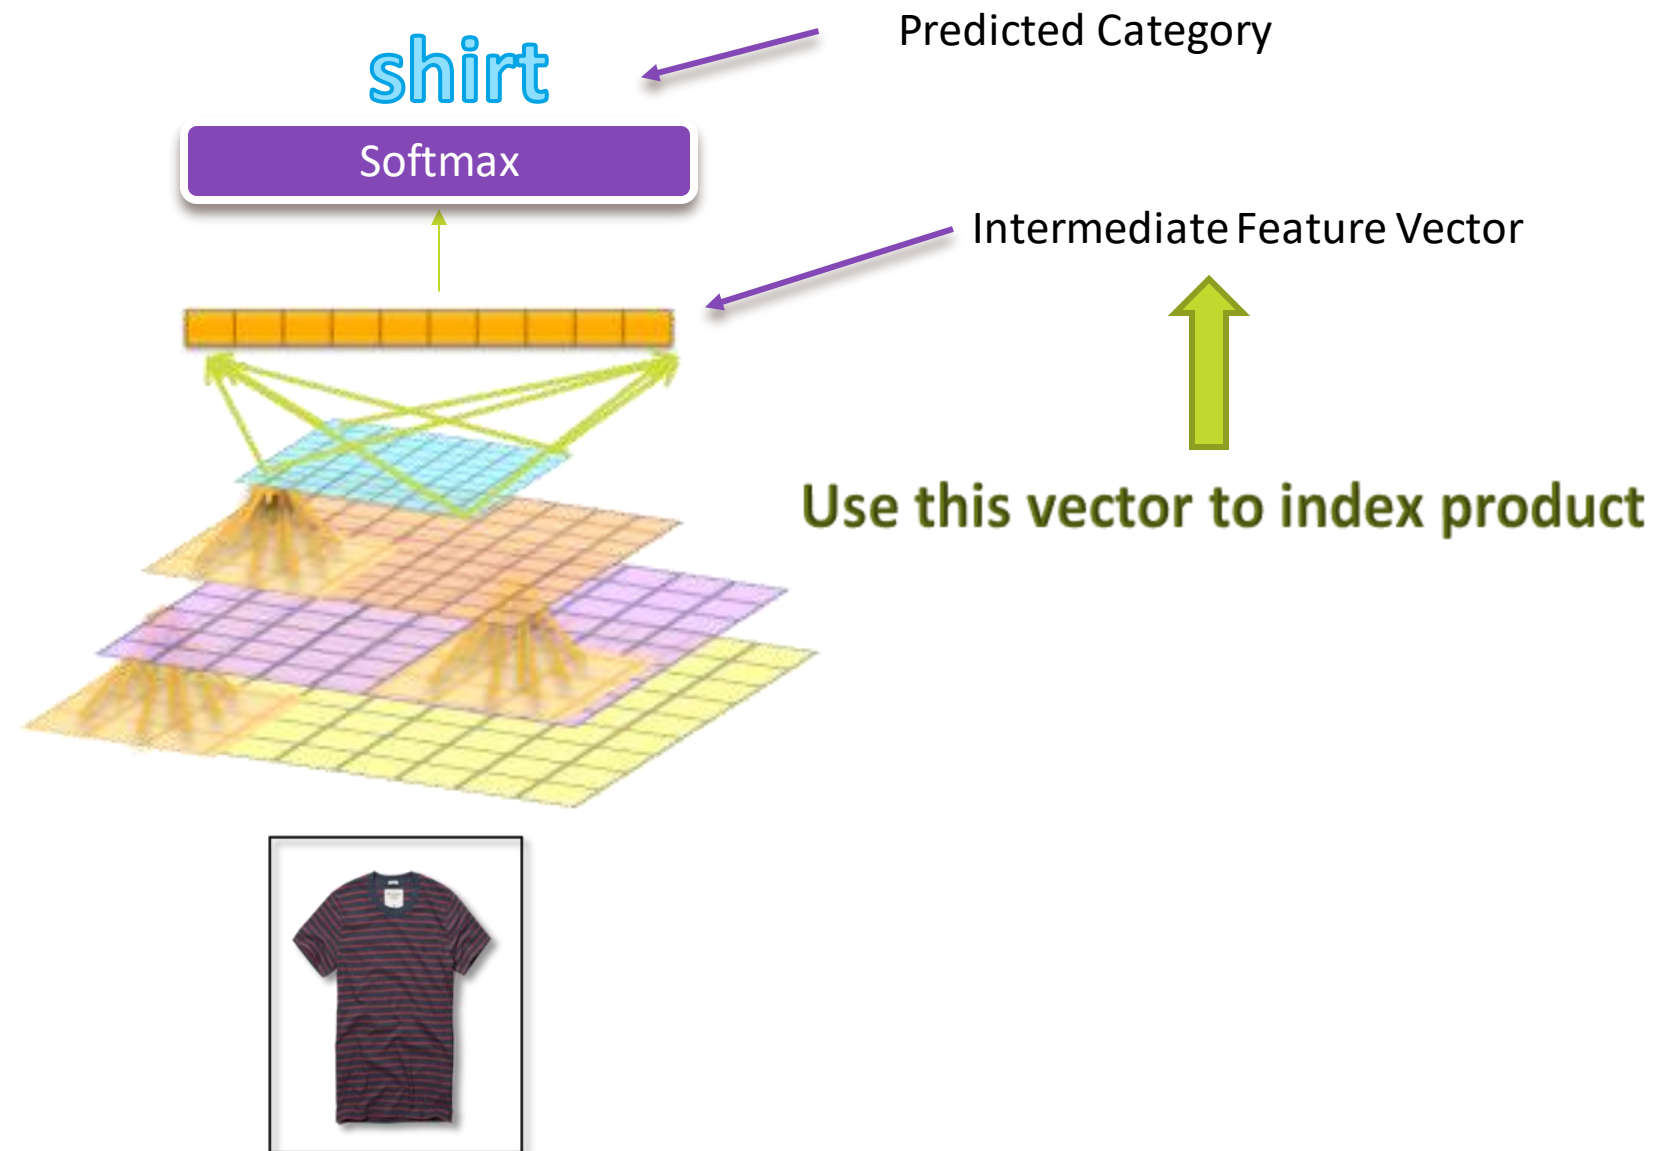 Predicted Category
shirt
Softmax
Intermediate Feature Vector
Use this vector to index product